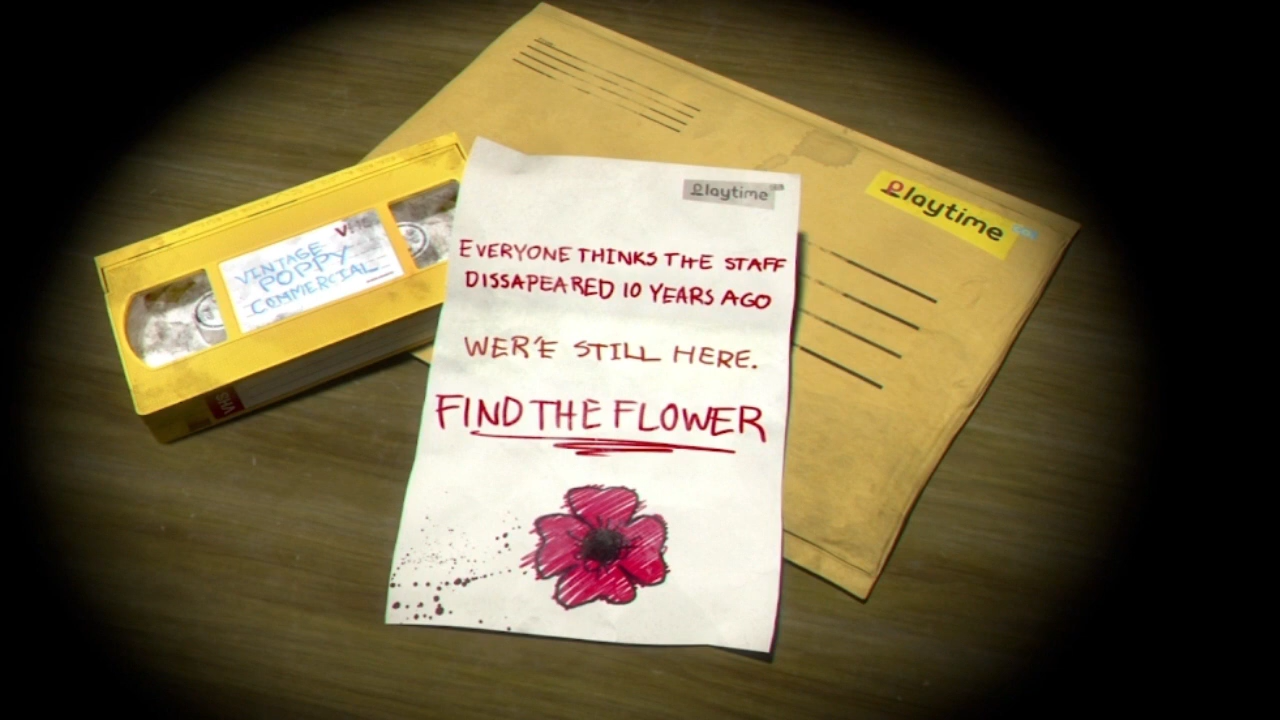 VHS
VINTAGE
POPPY
COMMERCIAL
VHS
Playtime
EVERYONE THINKS THE STAFF
DISSAPEARED 10 YEARS AGO
WER'E STILL HERE.
FIND THE FLOWER
Playtime